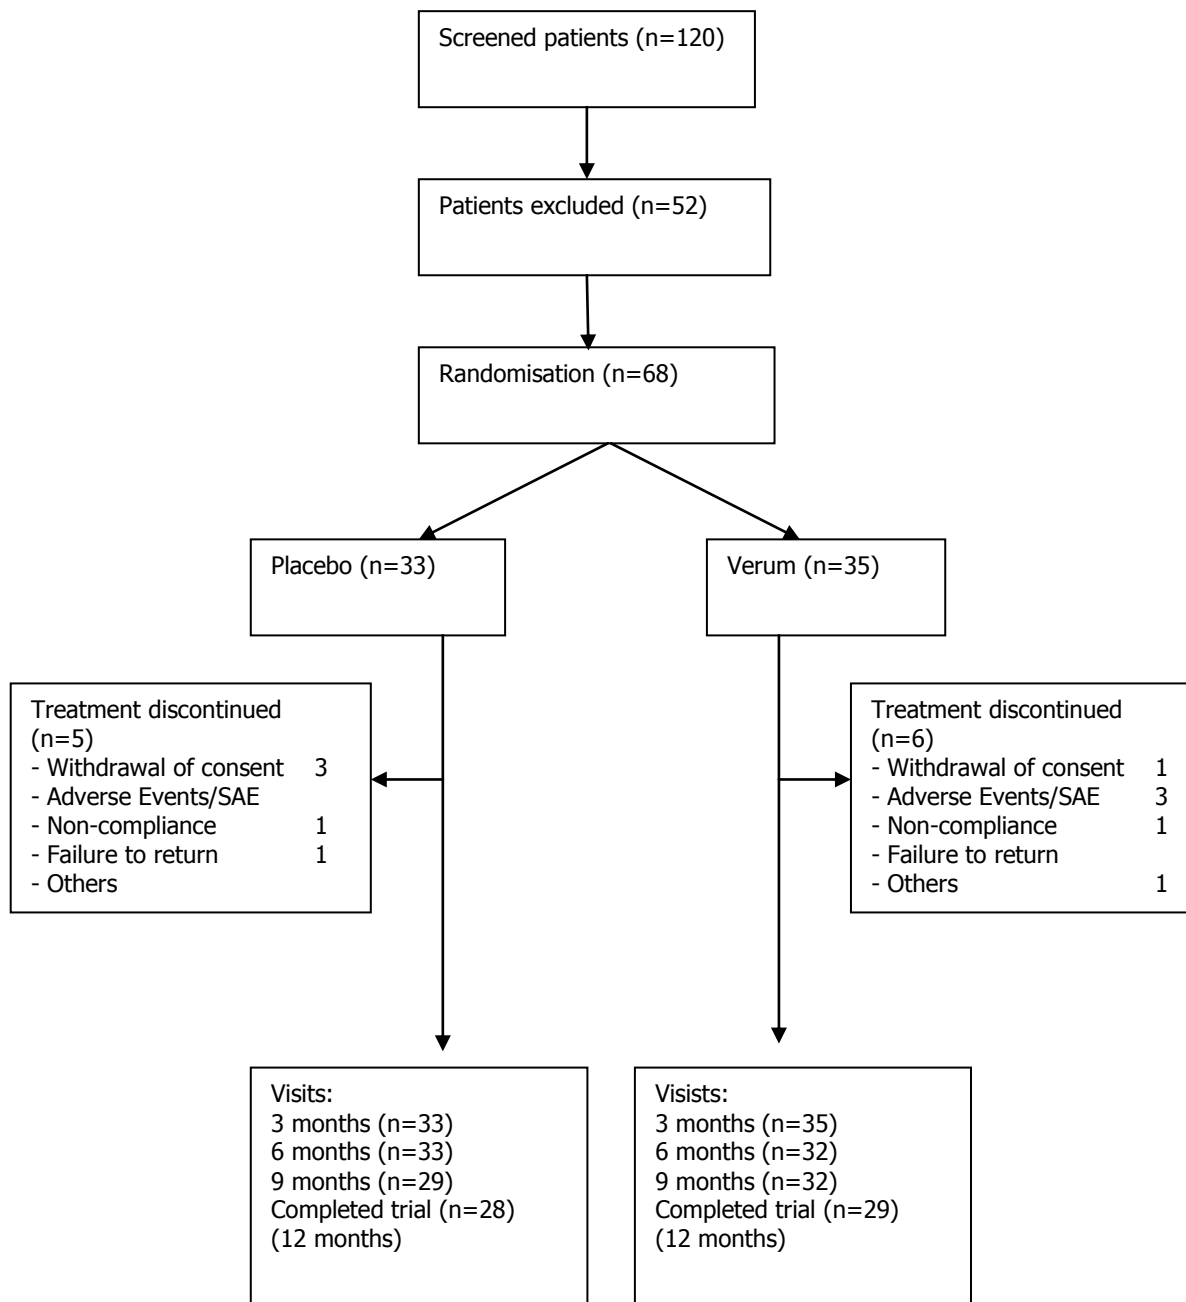 Screened patients (n=120)
Patients excluded (n=52)
Randomisation (n=68)
Placebo (n=33)
Verum (n=35)
Treatment discontinued
(n=5)
- Withdrawal of consent 3
- Adverse Events/SAE
- Non-compliance 1
- Failure to return 1
- Others
Treatment discontinued
(n=6)
- Withdrawal of consent 1
- Adverse Events/SAE 3
- Non-compliance 1
- Failure to return
- Others 1
Visits:
3 months (n=33)
6 months (n=33)
9 months (n=29)
Completed trial (n=28)
(12 months)
Visists:
3 months (n=35)
6 months (n=32)
9 months (n=32)
Completed trial (n=29)
(12 months)